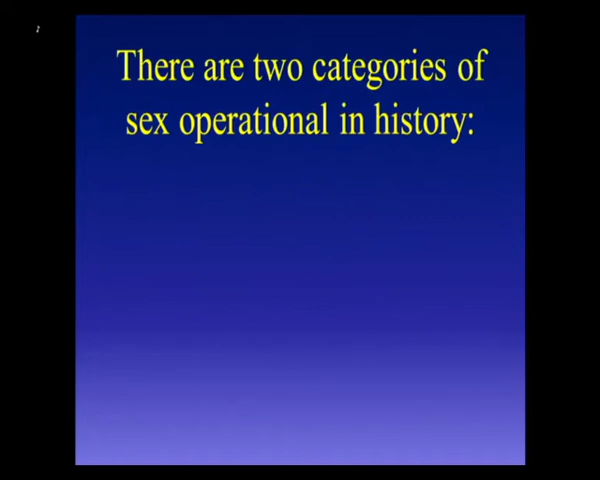 There are two categories of
sex operational in history: